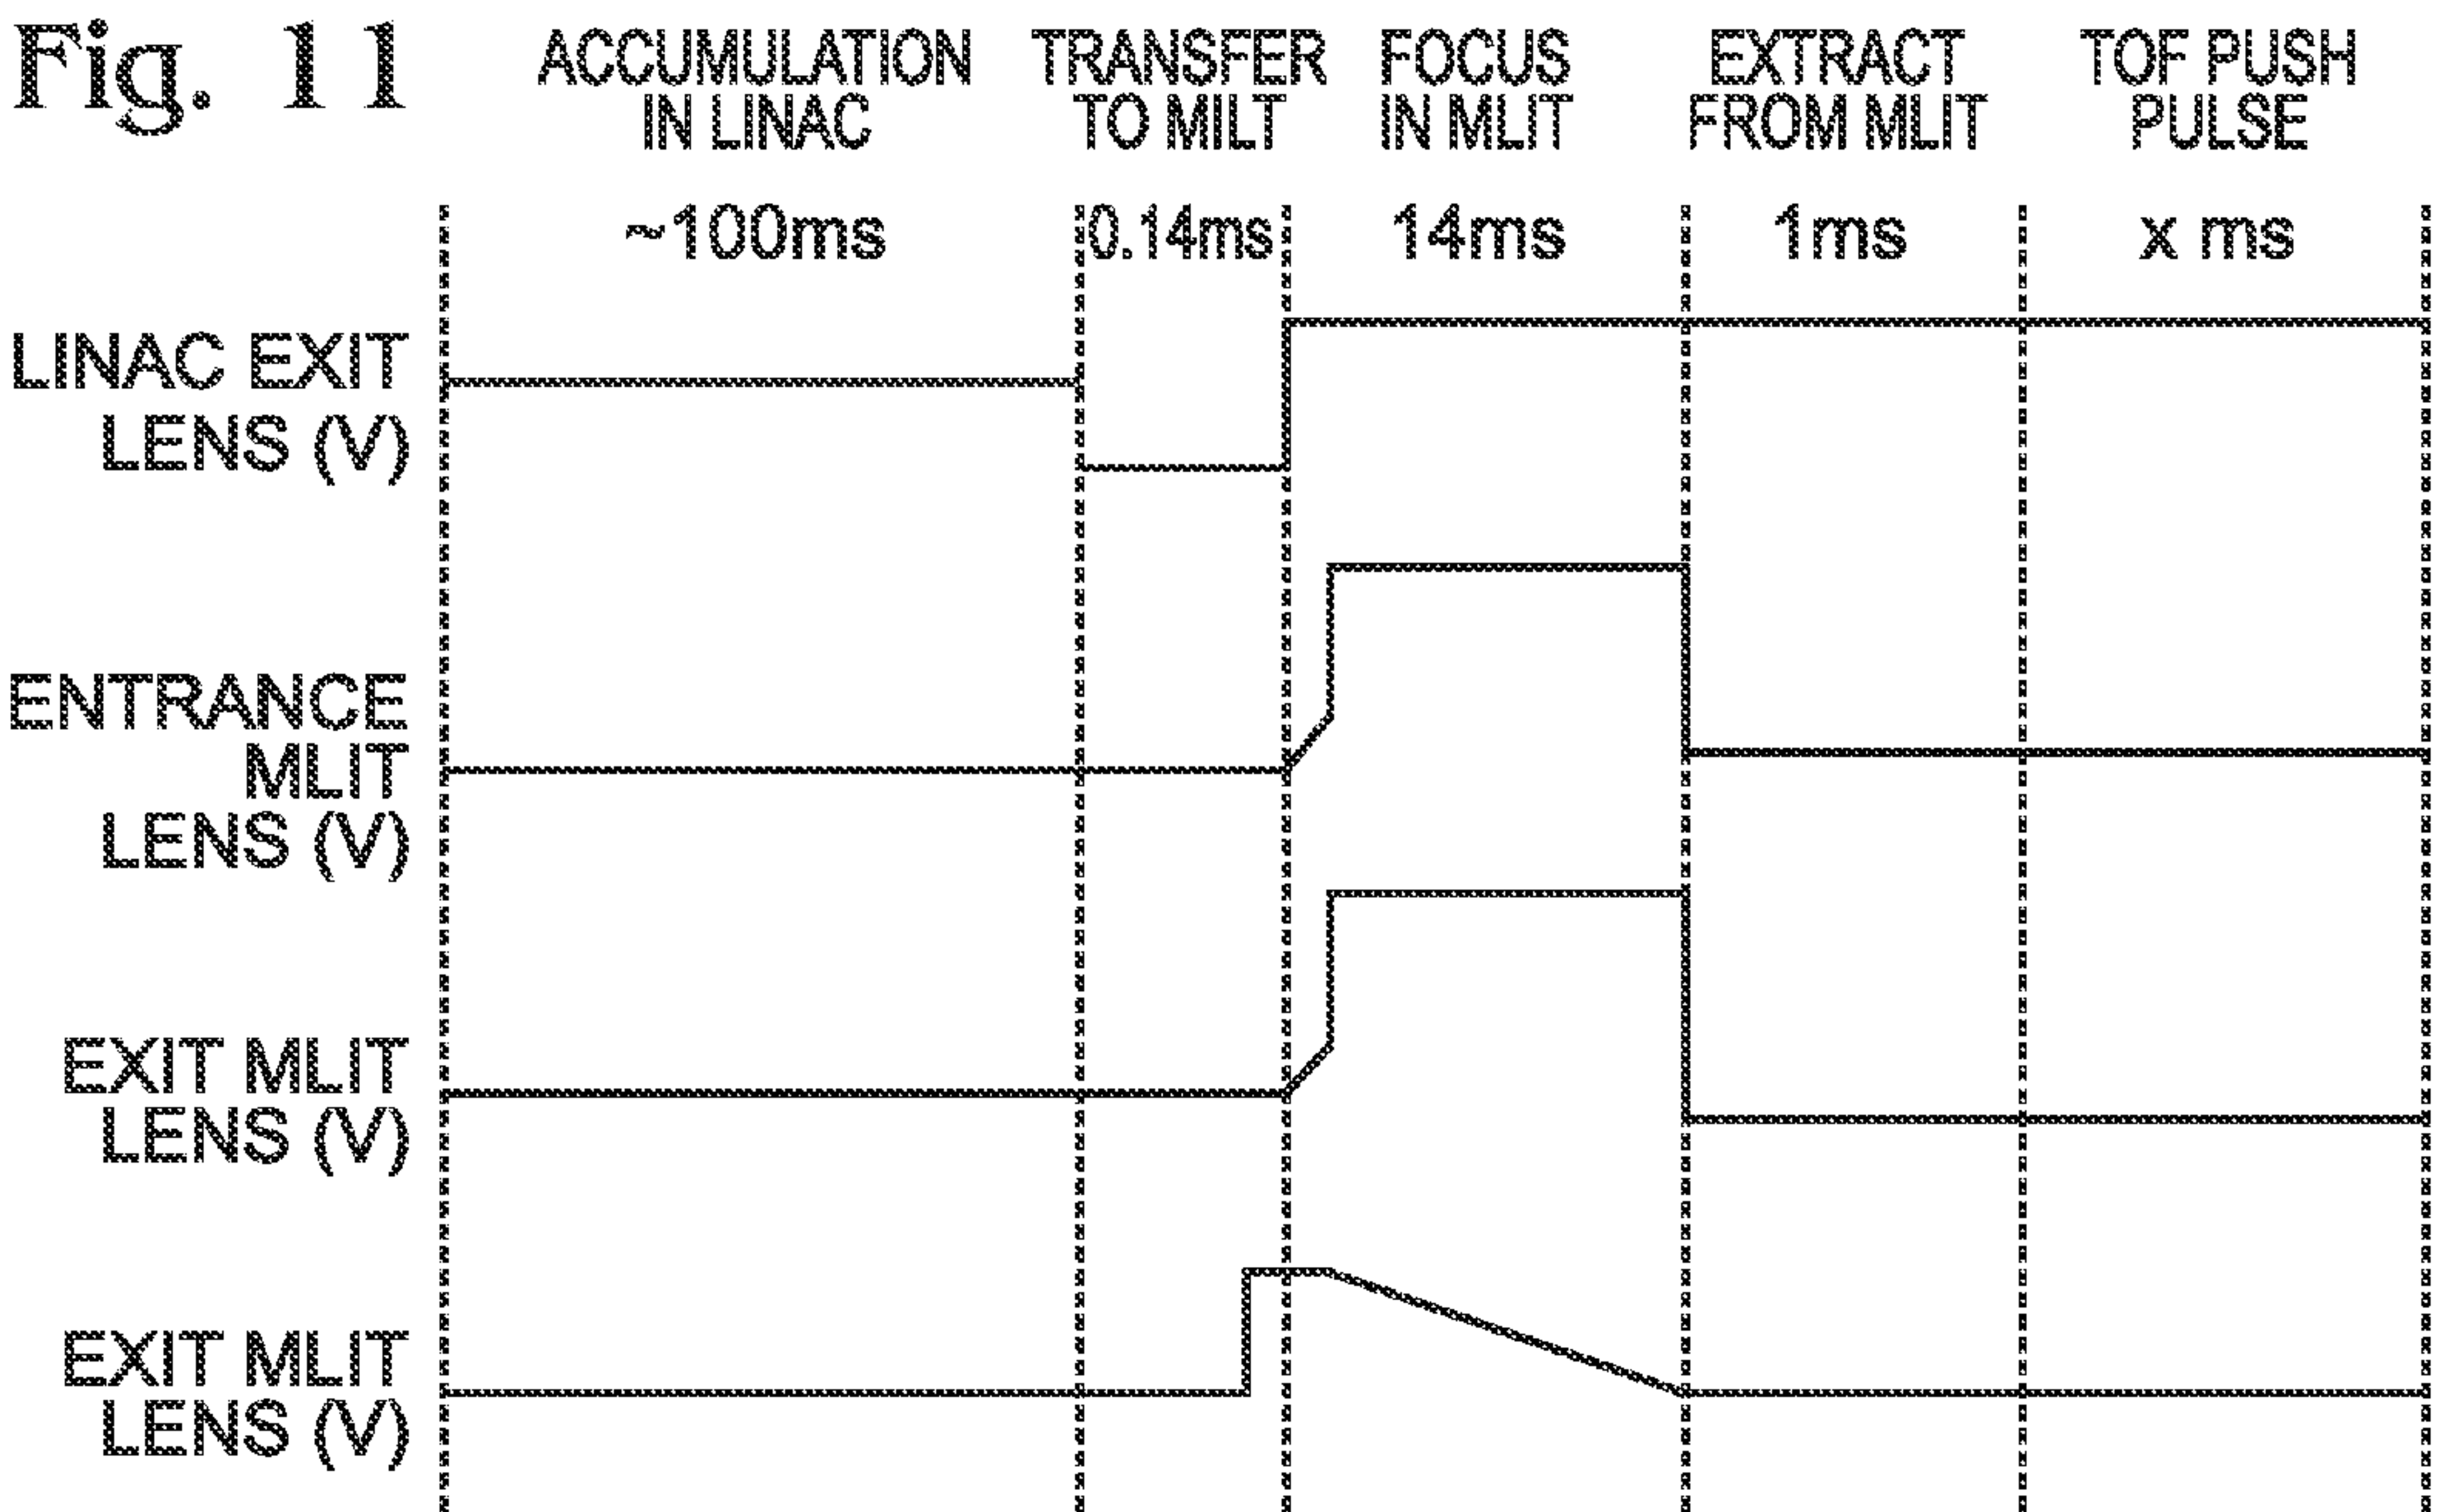 Fig. 11
ACCUMULATION
IN LINAC
TRANSFER
TO MILT
FOCUS
IN MLIT
EXTRACT
FROM MLIT
TOF PUSH
PULSE
~100ms
0.14ms
14ms
1ms
x ms
LINAC EXIT
LENS (V)
ENTRANCE
MLIT
LENS (V)
EXIT MLIT
LENS (V)
EXIT MLIT
LENS (V)